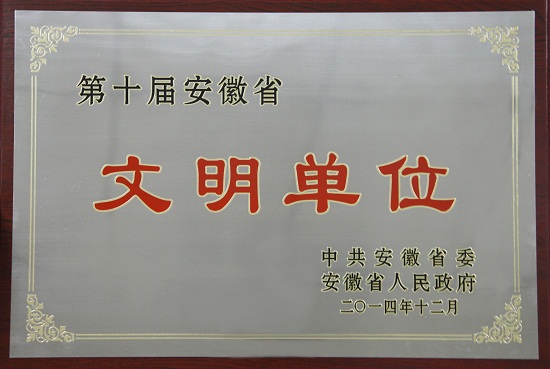 第十届安徽省
文明单位
中共安徽省委
安徽省人民政府
二〇一四年十二月